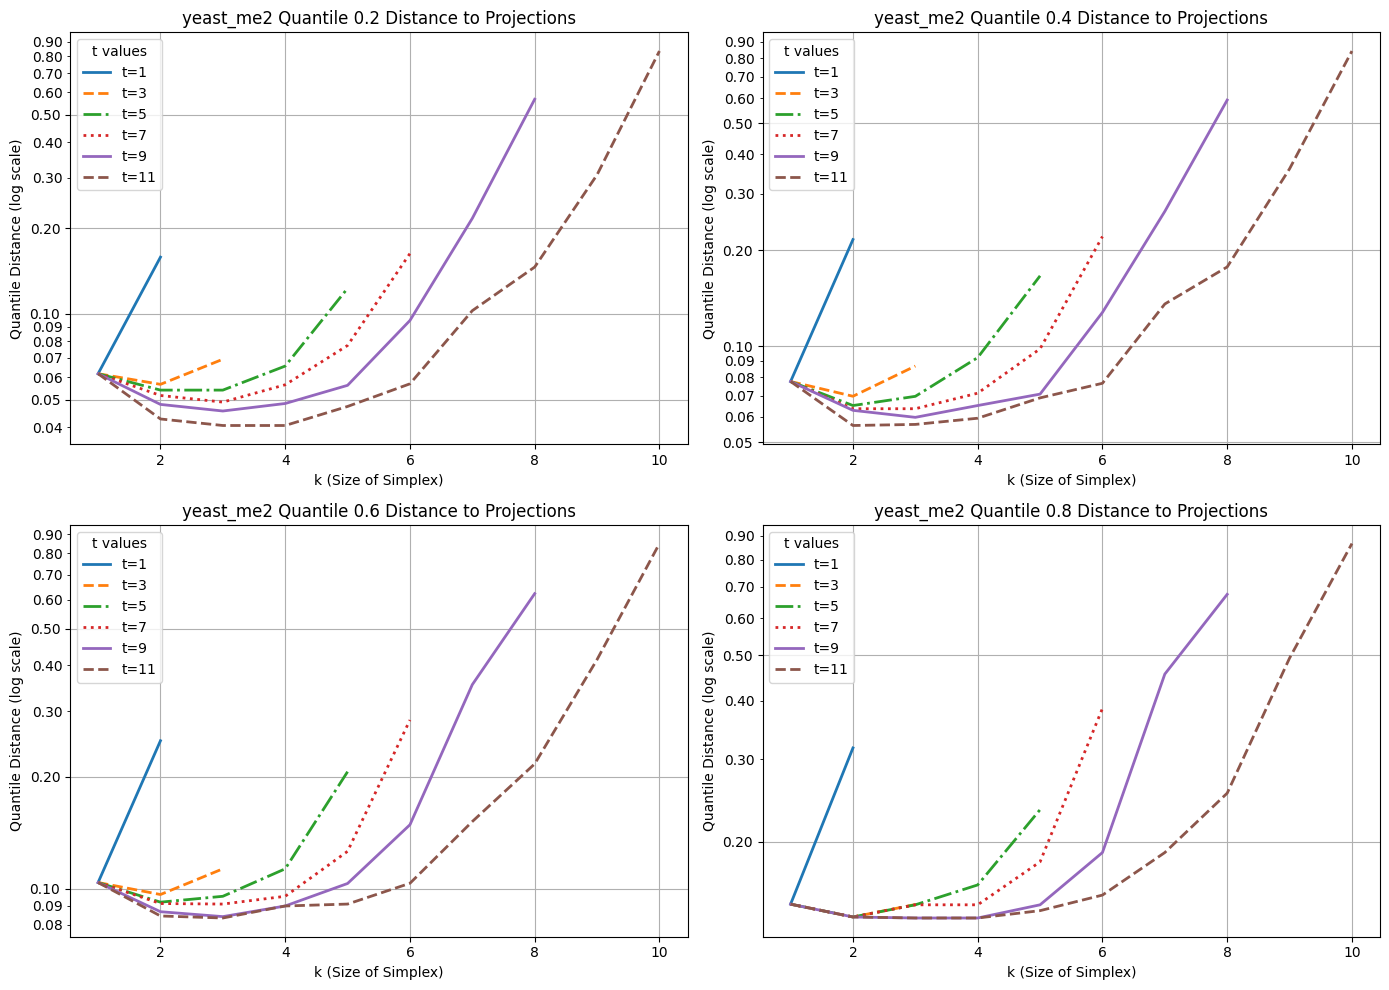 yeast_me2 Quantile 0.2 Distance to Projections
Quantile Distance (log scale)
0.90
0.80
0.70
0.60
0.50
0.40
0.30
0.20
0.10
0.09
0.08
0.07
0.06
0.05
0.04
t values
t=1
t=3
t=5
t=7
t=9
t=11
2 4 6 8 10
k (Size of Simplex)
yeast_me2 Quantile 0.4 Distance to Projections
Quantile Distance (log scale)
0.90
0.80
0.70
0.60
0.50
0.40
0.30
0.20
0.10
0.09
0.08
0.07
0.06
0.05
t values
t=1
t=3
t=5
t=7
t=9
t=11
2 4 6 8 10
k (Size of Simplex)
yeast_me2 Quantile 0.6 Distance to Projections
Quantile Distance (log scale)
0.90
0.80
0.70
0.60
0.50
0.40
0.30
0.20
0.10
0.09
0.08
t values
t=1
t=3
t=5
t=7
t=9
t=11
2 4 6 8 10
k (Size of Simplex)
yeast_me2 Quantile 0.8 Distance to Projections
Quantile Distance (log scale)
0.90
0.80
0.70
0.60
0.50
0.40
0.30
0.20
t values
t=1
t=3
t=5
t=7
t=9
t=11
2 4 6 8 10
k (Size of Simplex)